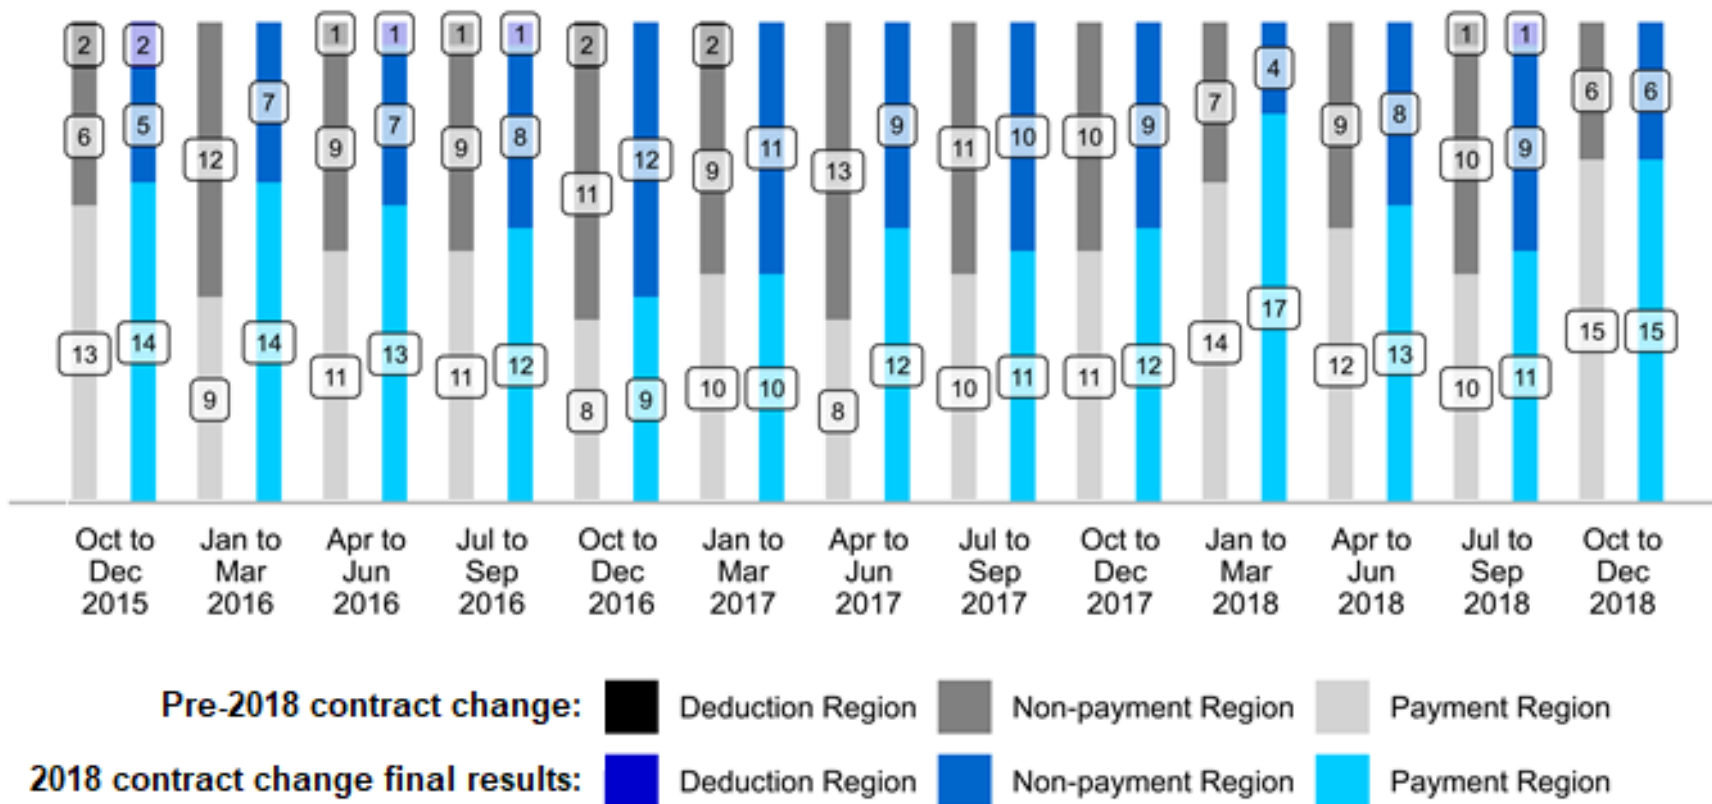 2 2 1 1 1 1 2 2 1 1
6 5 12 7 9 7 9 8 11 12 9 11 13 9 11 10 10 9 7 4 9 8 10 9 6 6
13 14 9 14 11 13 11 12 8 9 10 10 8 12 10 11 11 12 14 17 12 13 10 11 15 15
Oct to Jan to Apr to Jul to Oct to Jan to Apr to Jul to Oct to Jan to Apr to Jul to Oct to
Dec Mar Jun Sep Dec Mar Jun Sep Dec Mar Jun Sep Dec
2015 2016 2016 2016 2016 2017 2017 2017 2017 2018 2018 2018 2018
Pre-2018 contract change: Deduction Region Non-payment Region Payment Region
2018 contract change final results: Deduction Region Non-payment Region Payment Region